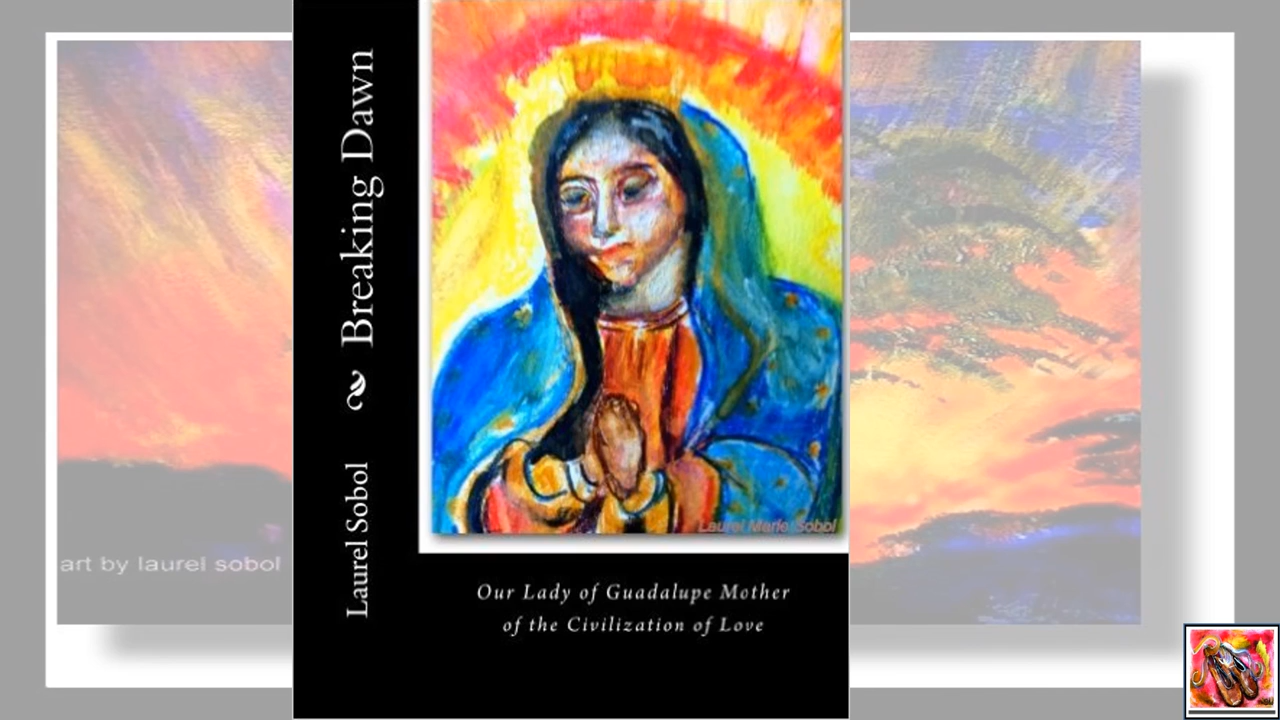 Breaking Dawn
Laurel Sobol
Laurel Marie Sobol
Our Lady of Guadalupe Mother
of the Civilization of Love
art by laurel sobol